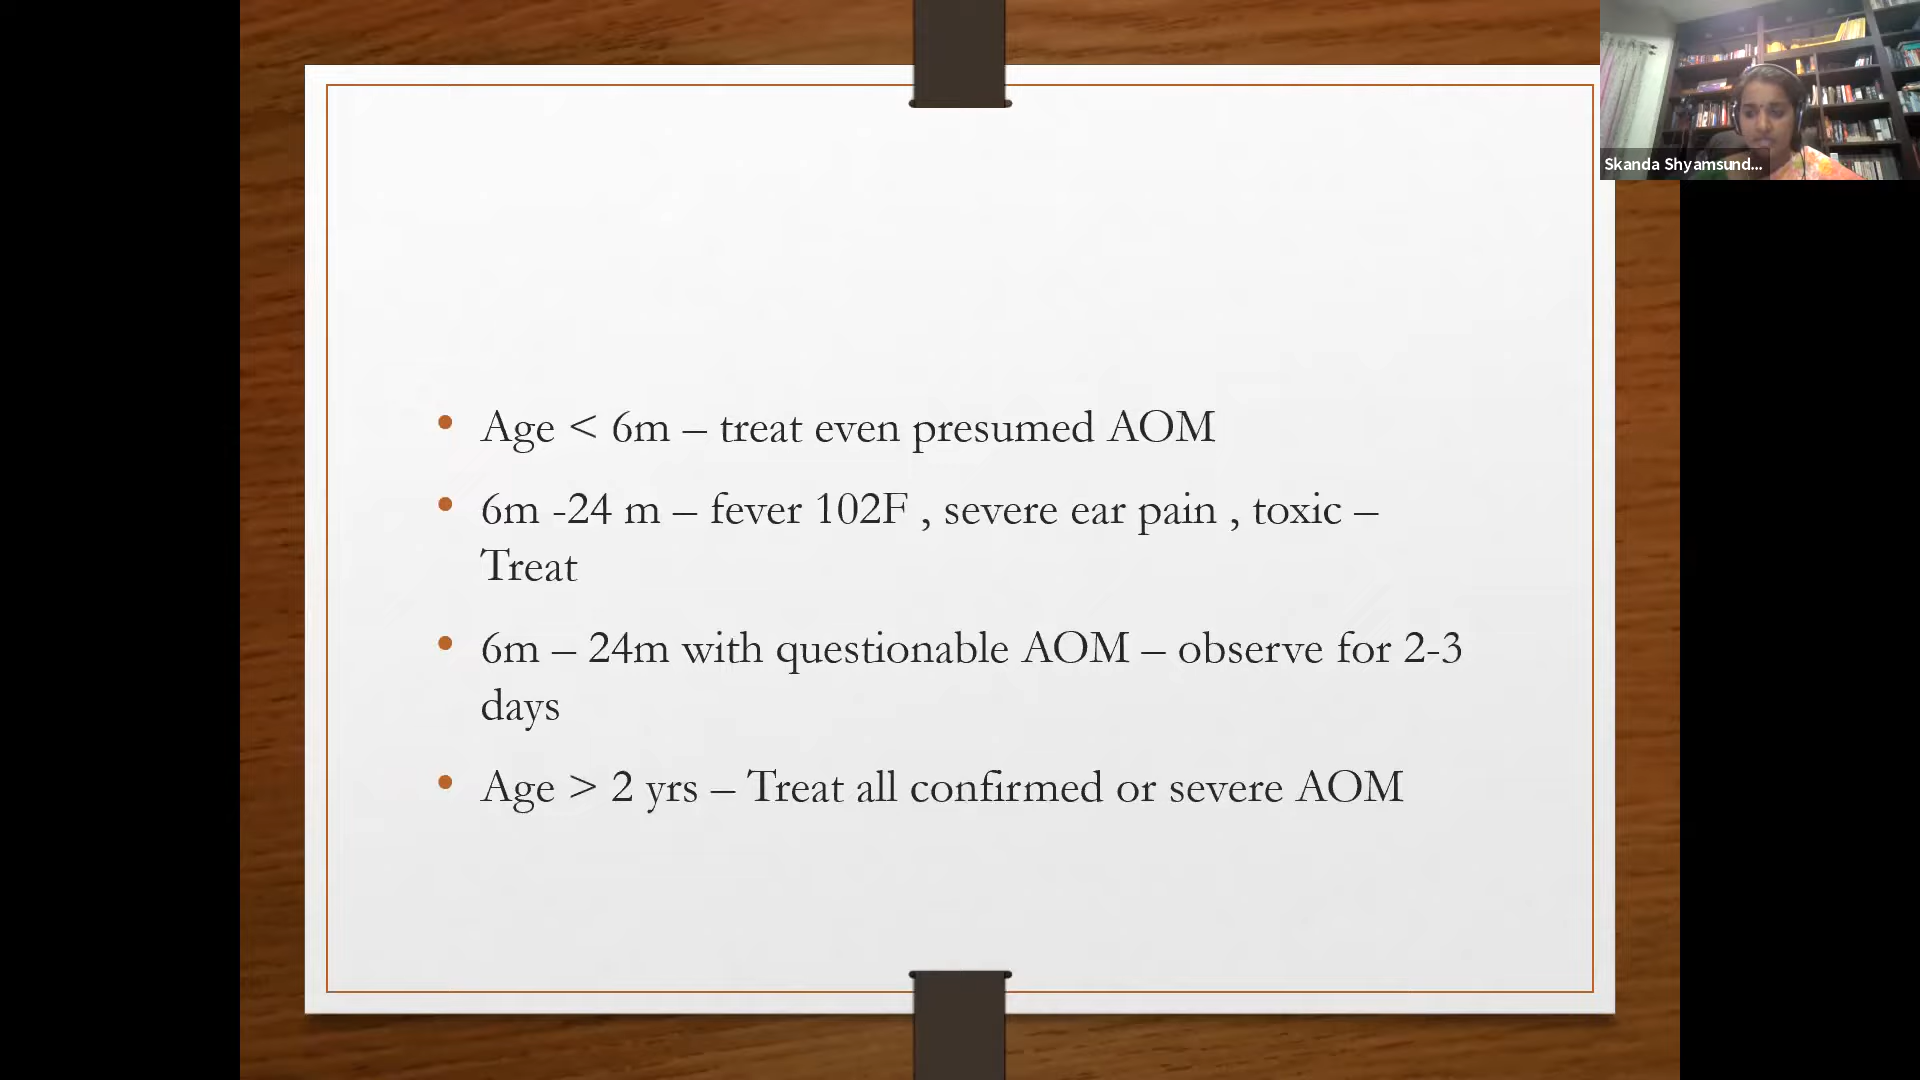 Skanda Shyamsund...
• Age < 6m – treat even presumed AOM
• 6m -24 m – fever 102F , severe ear pain , toxic –
Treat
• 6m – 24m with questionable AOM – observe for 2-3
days
• Age > 2 yrs – Treat all confirmed or severe AOM